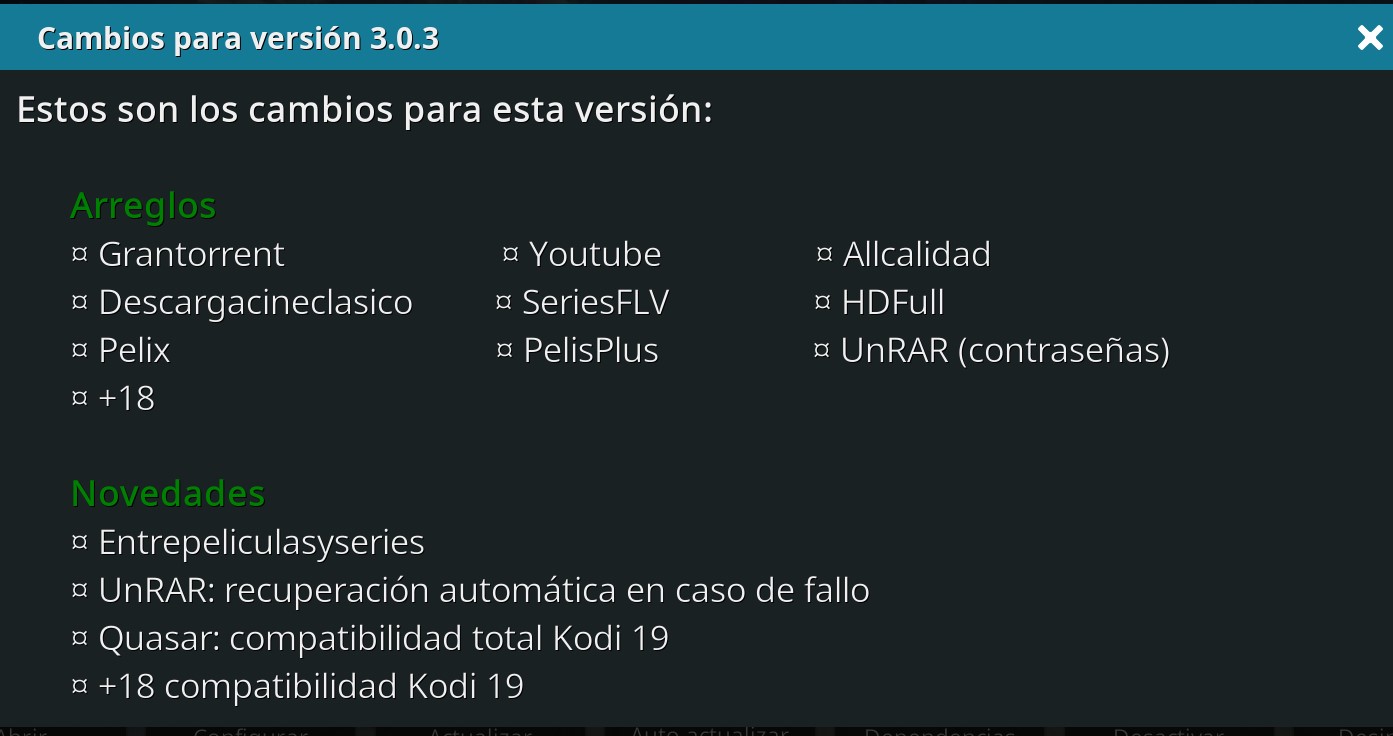 Cambios para versión 3.0.3
Estos son los cambios para esta versión:
Arreglos
¤ Grantorrent ¤ Youtube ¤ Allcalidad
¤ Descargacineclasico ¤ SeriesFLV ¤ HDFull
¤ Pelix ¤ PelisPlus ¤ UnRAR (contraseñas)
¤ +18
Novedades
¤ Entrepeliculasyseries
¤ UnRAR: recuperación automática en caso de fallo
¤ Quasar: compatibilidad total Kodi 19
¤ +18 compatibilidad Kodi 19
Abrir Configurar Actualizar Auto actualizar Dependencias Desactivar